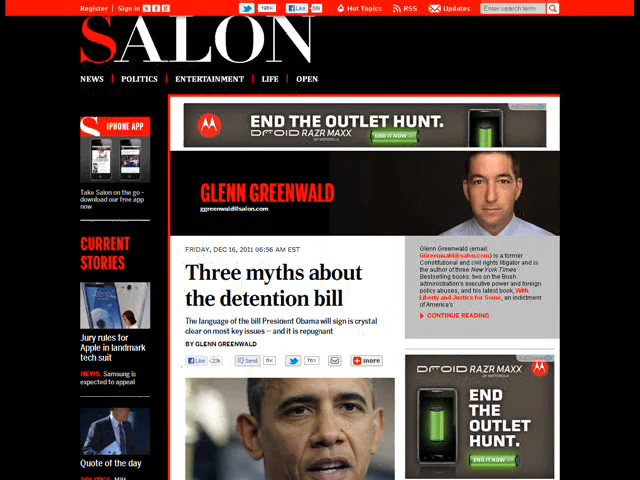 Register | Sign in
196K
Like
Hot Topics
RSS
Updates
Enter search term
SALON
NEWS | POLITICS | ENTERTAINMENT | LIFE | OPEN
END THE OUTLET HUNT.
DROID RAZR MAXX
BY MOTOROLA
END IT NOW
S IPHONE APP
Take Salon on the go -
download our free app
now
GLENN GREENWALD
ggreenwald@salon.com
CURRENT
STORIES
Jury rules for
Apple in landmark
tech suit
NEWS, Samsung is
expected to appeal
Quote of the day
FRIDAY, DEC 16, 2011 06:56 AM EST
Three myths about
the detention bill
The language of the bill President Obama will sign is crystal
clear on most key issues -- and it is repugnant
BY GLENN GREENWALD
Like 23k
Send 6K
761
more
Glenn Greenwald (email:
GGreenwald@salon.com) is a former
Constitutional and civil rights litigator and is
the author of three New York Times
Bestselling books: two on the Bush
administration's executive power and foreign
policy abuses, and his latest book, With
Liberty and Justice for Some, an indictment of
America's
CONTINUE READING
DROID RAZR MAXX
BY MOTOROLA
END
THE
OUTLET
HUNT.
END IT NOW